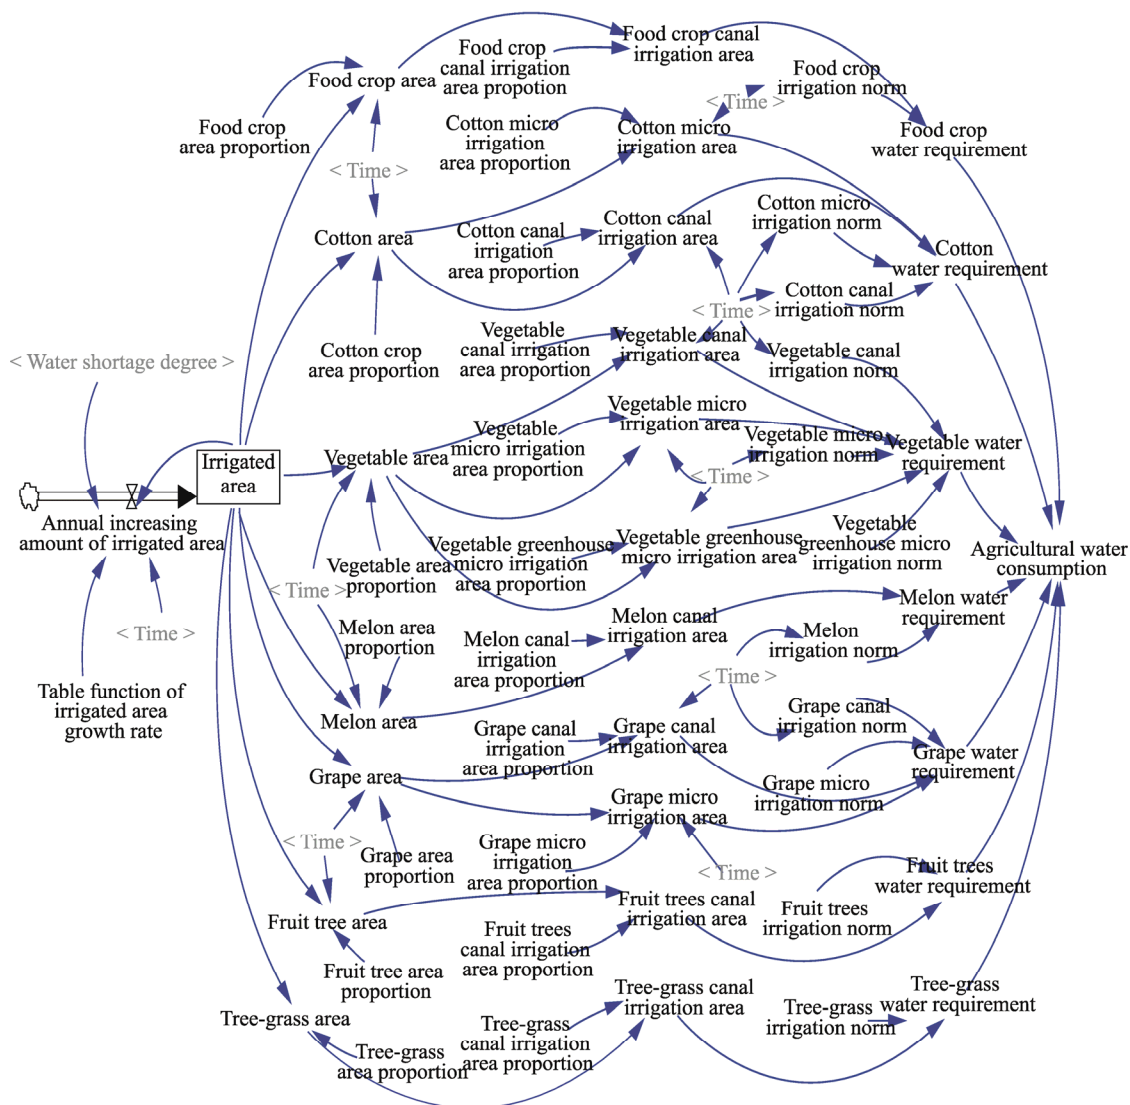 Food crop canal
irrigation area
Food crop
canal irrigation
area propotion
Food crop area
Food crop
irrigation norm
< Time >
Food crop
area proportion
Cotton micro
irrigation
area proportion
Cotton micro
irrigation area
Food crop
water requirement
< Time >
Cotton area
Cotton canal
irrigation
area proportion
Cotton canal
irrigation area
Cotton micro
irrigation norm
Cotton
water requirement
Cotton canal
irrigation norm
< Time >
Cotton crop
area proportion
Vegetable
canal irrigation
area proportion
Vegetable canal
irrigation area
Vegetable canal
irrigation norm
< Water shortage degree >
Vegetable micro
irrigation area
Irrigated
area
Vegetable area
Vegetable
micro irrigation
area proportion
Vegetable micro
irrigation norm
Vegetable water
requirement
< Time >
Annual increasing
amount of irrigated area
Vegetable greenhouse
micro irrigation
area proportion
Vegetable greenhouse
micro irrigation area
Vegetable
greenhouse micro
irrigation norm
Agricultural water
consumption
Vegetable area
proportion
< Time >
< Time >
Melon area
proportion
Melon canal
irrigation
area proportion
Melon canal
irrigation area
Melon water
requirement
Melon
irrigation norm
< Time >
Table function of
irrigated area
growth rate
Melon area
Grape canal
irrigation
area proportion
Grape canal
irrigation area
Grape canal
irrigation norm
Grape water
requirement
Grape area
Grape micro
irrigation norm
Grape micro
irrigation area
< Time >
Grape area
proportion
Grape micro
irrigation
area proportion
< Time >
Fruit trees
water requirement
Fruit tree area
Fruit trees canal
irrigation area
Fruit trees
irrigation norm
Fruit trees
canal irrigation
area proportion
Fruit tree area
proportion
Tree-grass canal
irrigation area
Tree-grass
water requirement
Tree-grass
irrigation norm
Tree-grass area
Tree-grass
canal irrigation
area proportion
Tree-grass
area proportion